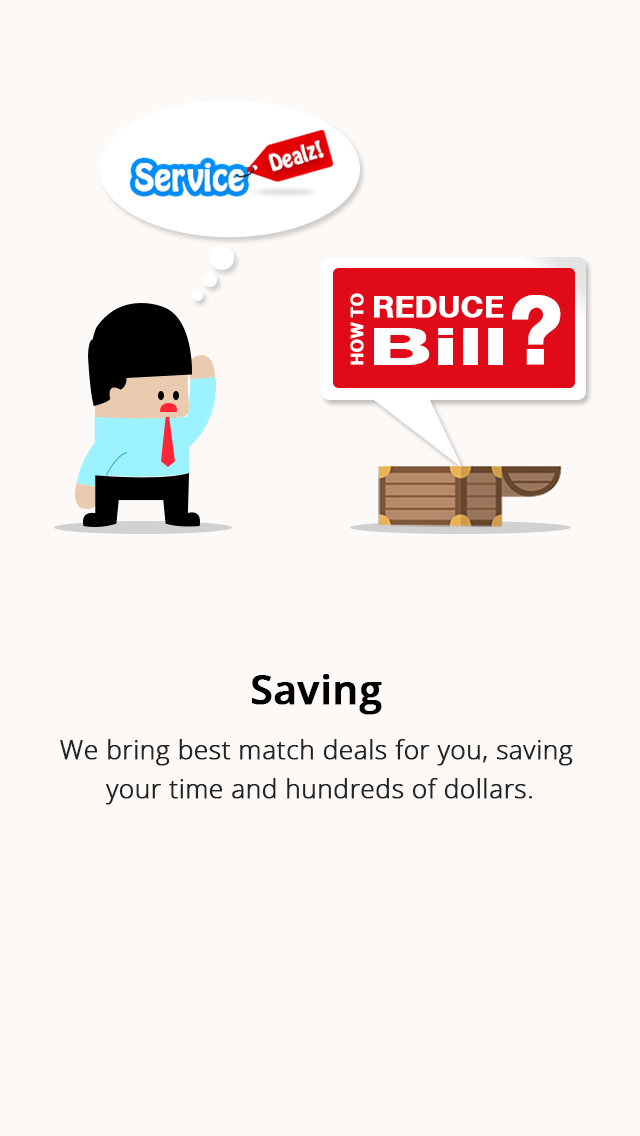 Service Dealz!
HOW TO
REDUCE
Bill?
Saving
We bring best match deals for you, saving
your time and hundreds of dollars.